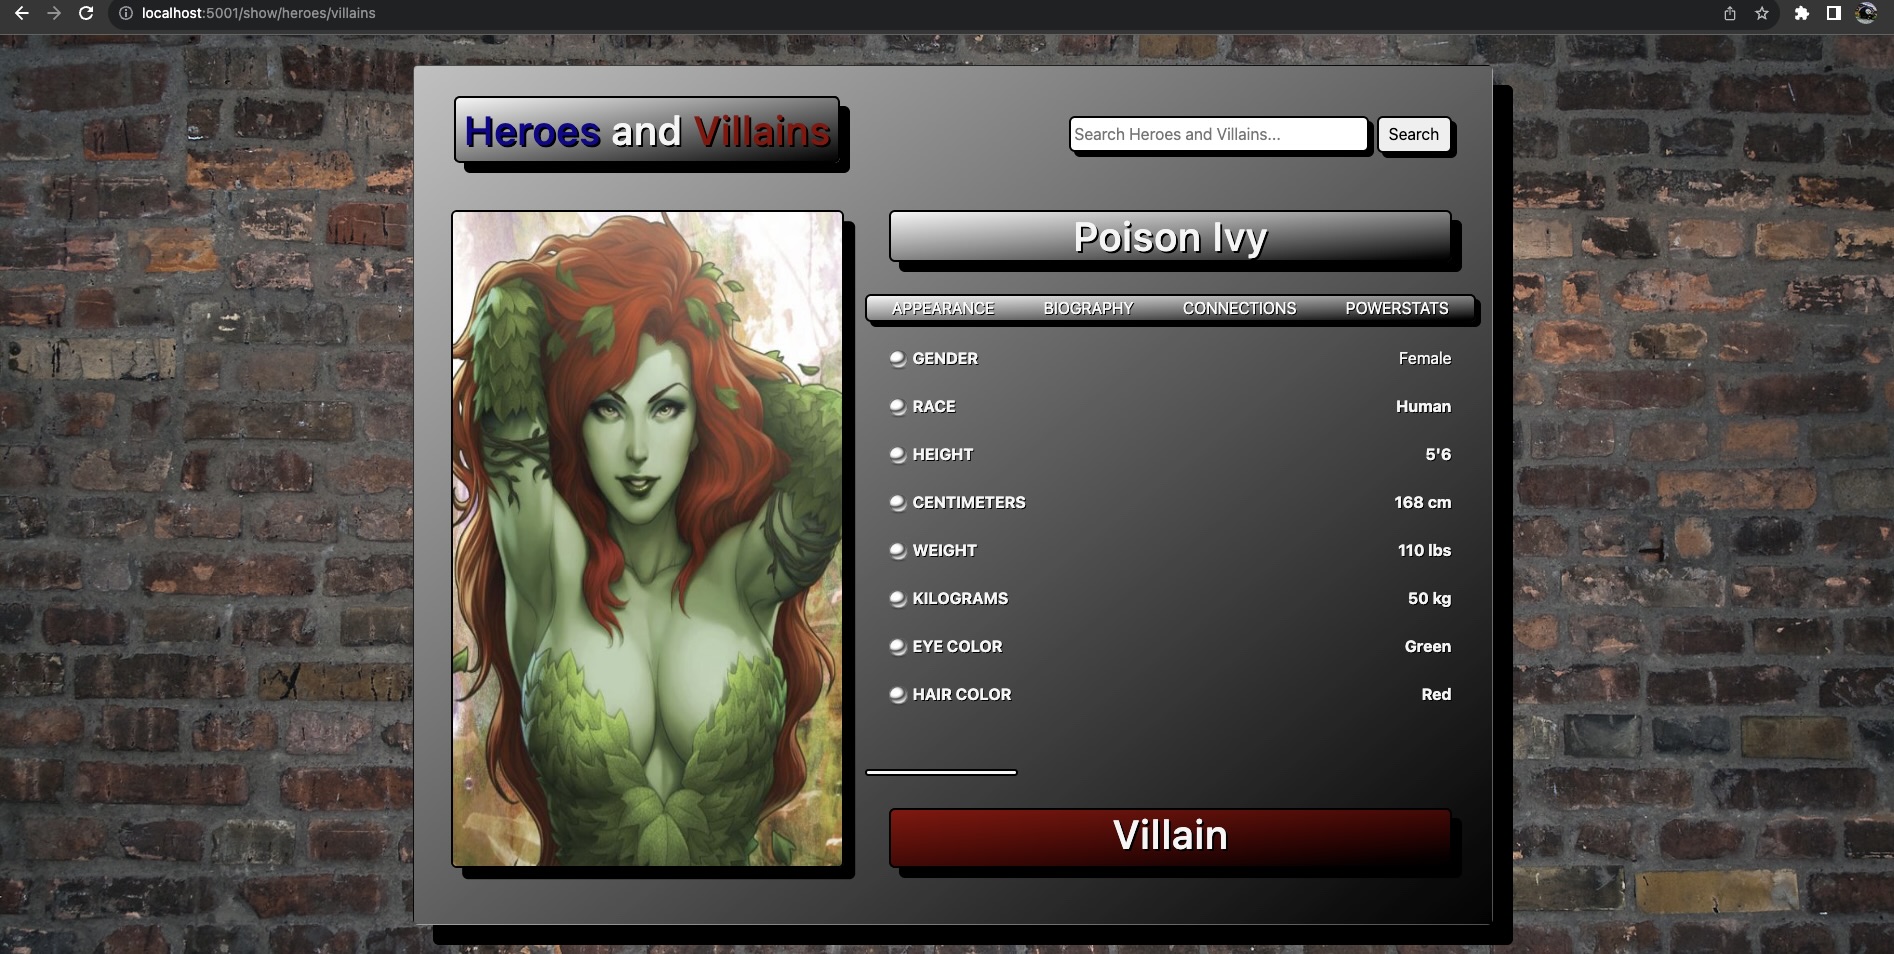 localhost:5001/show/heroes/villains
Heroes and Villains
Search Heroes and Villains...
Search
Poison Ivy
APPEARANCE BIOGRAPHY CONNECTIONS POWERSTATS
GENDER Female
RACE Human
HEIGHT 5'6
CENTIMETERS 168 cm
WEIGHT 110 lbs
KILOGRAMS 50 kg
EYE COLOR Green
HAIR COLOR Red
Villain